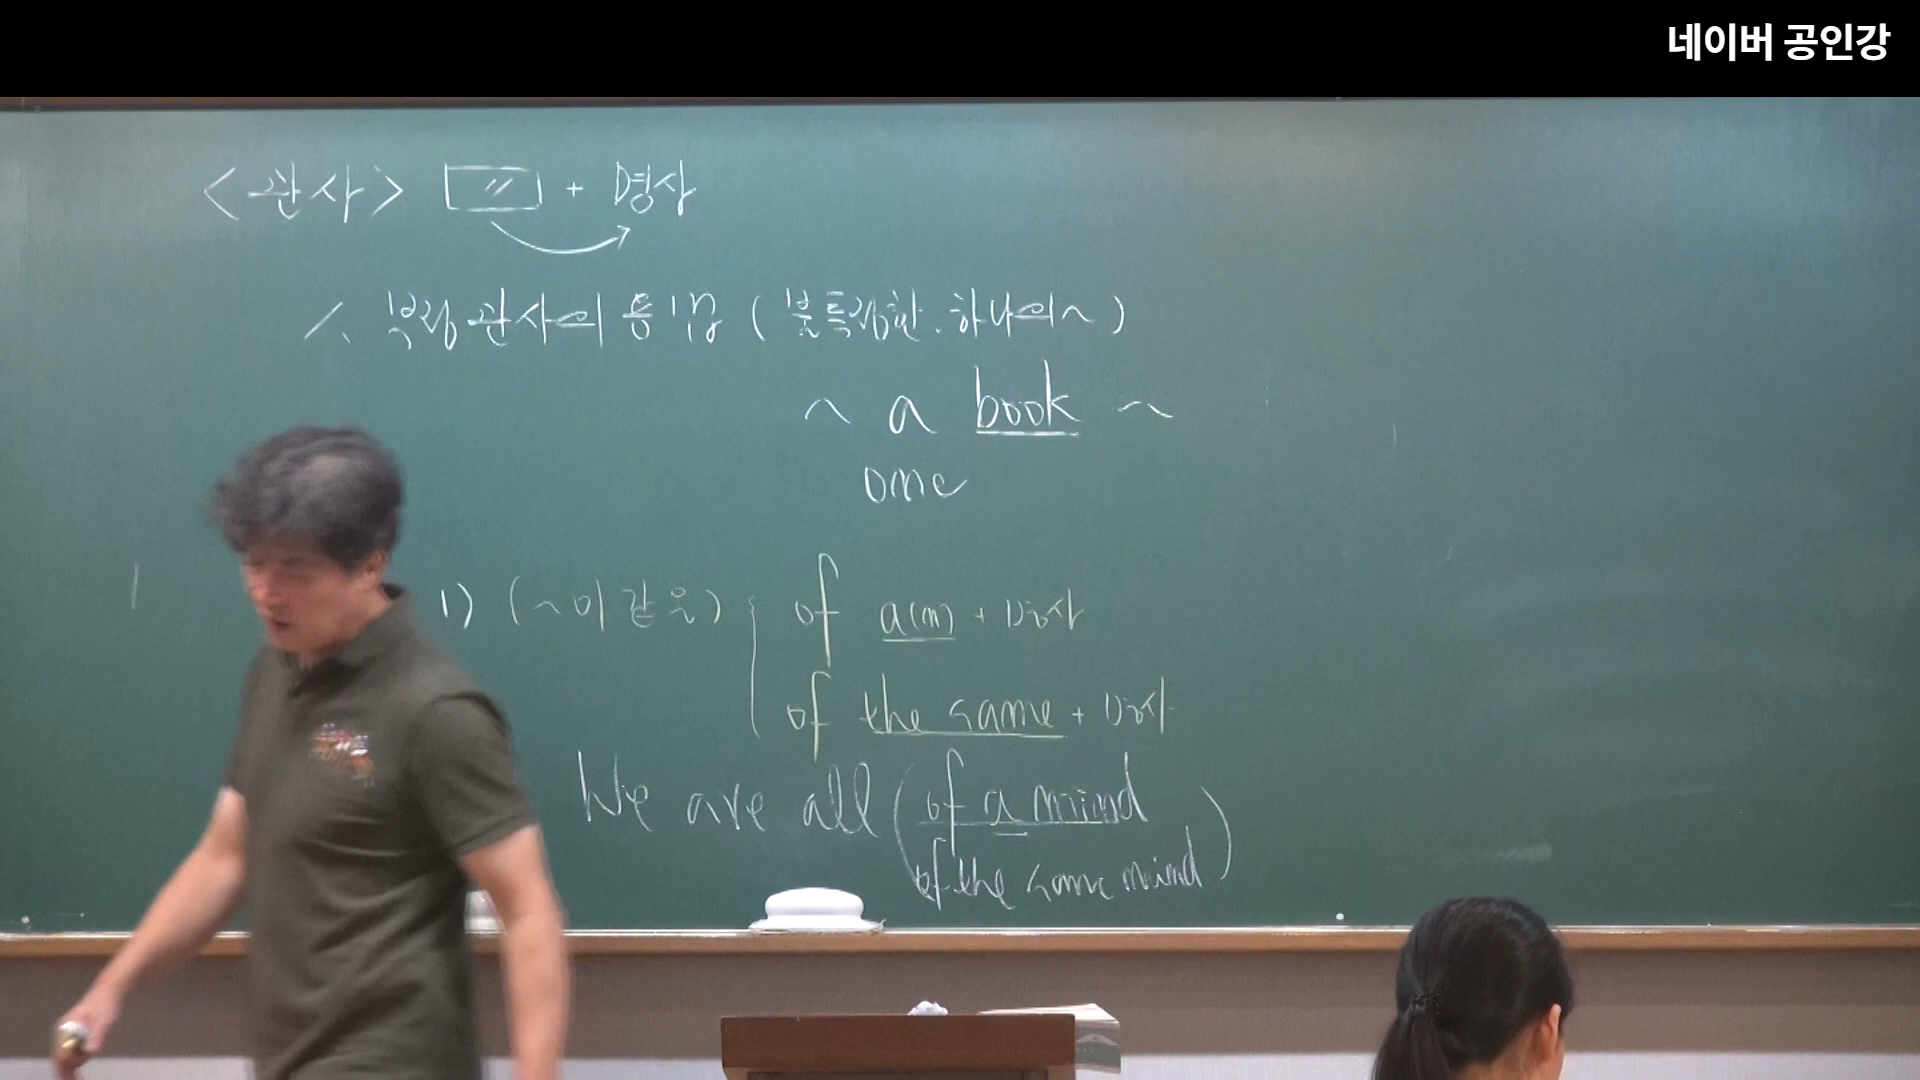 네이버 공인강
<관사> □ + 명사
1. 부정관사의 용법 (불특정한, 하나의~)
~ a book ~
one
1) (~이 같은) of a(n) + 명사
of the same + 명사
We are all (of a mind
of the same mind)